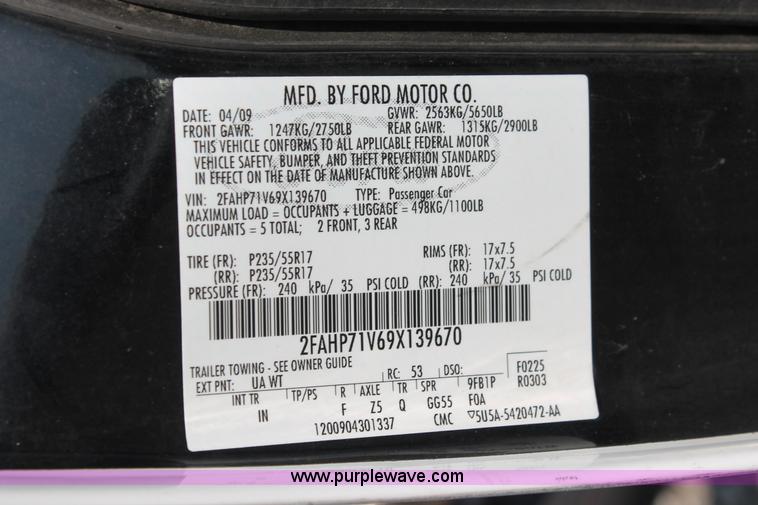 MFD. BY FORD MOTOR CO.
DATE: 04/09 GVWR: 2563KG/5650LB
FRONT GAWR: 1247KG/2750LB REAR GAWR: 1315KG/2900LB
THIS VEHICLE CONFORMS TO ALL APPLICABLE FEDERAL MOTOR
VEHICLE SAFETY, BUMPER, AND THEFT PREVENTION STANDARDS
IN EFFECT ON THE DATE OF MANUFACTURE SHOWN ABOVE.
VIN: 2FAHP71V69X139670 TYPE: Passenger Car
MAXIMUM LOAD = OCCUPANTS + LUGGAGE = 498KG/1100LB
OCCUPANTS = 5 TOTAL; 2 FRONT, 3 REAR
TIRE (FR): P235/55R17 RIMS (FR): 17x7.5
(RR): P235/55R17 (RR): 17x7.5
PRESSURE (FR): 240 kPa/ 35 PSI COLD (RR): 240 kPa/ 35 PSI COLD
2FAHP71V69X139670
TRAILER TOWING - SEE OWNER GUIDE
EXT PNT: UA WT RC: 53 DSO: F0225
INT TR TP/PS R AXLE TR SPR 9FB1P R0303
IN F Z5 Q GG55 FOA
1200904301337 CMC ▽5U5A-5420472-AA
www.purplewave.com